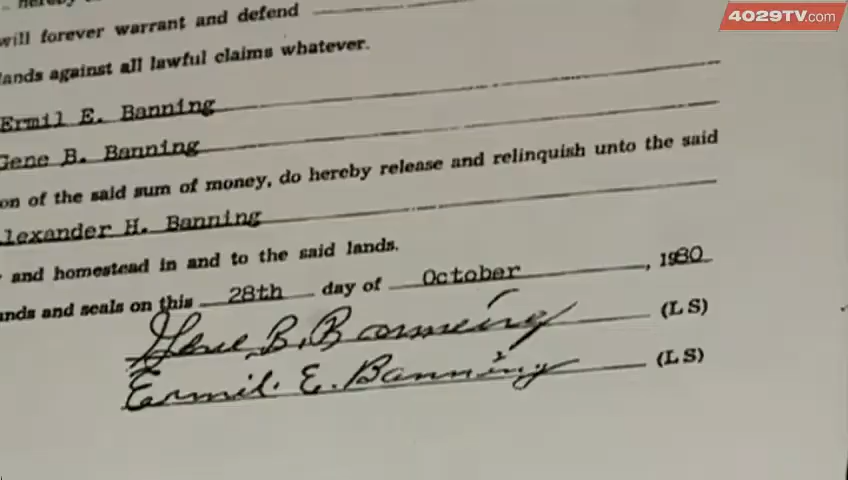 4029TV.com
will forever warrant and defend
lands against all lawful claims whatever.
Ermil E. Banning
Gene B. Banning
on of the said sum of money, do hereby release and relinquish unto the said
lexander H. Banning
and homestead in and to the said lands.
ands and seals on this 28th day of October, 1980
Gene B. Banning (L S)
Ermil. E. Banning (L S)